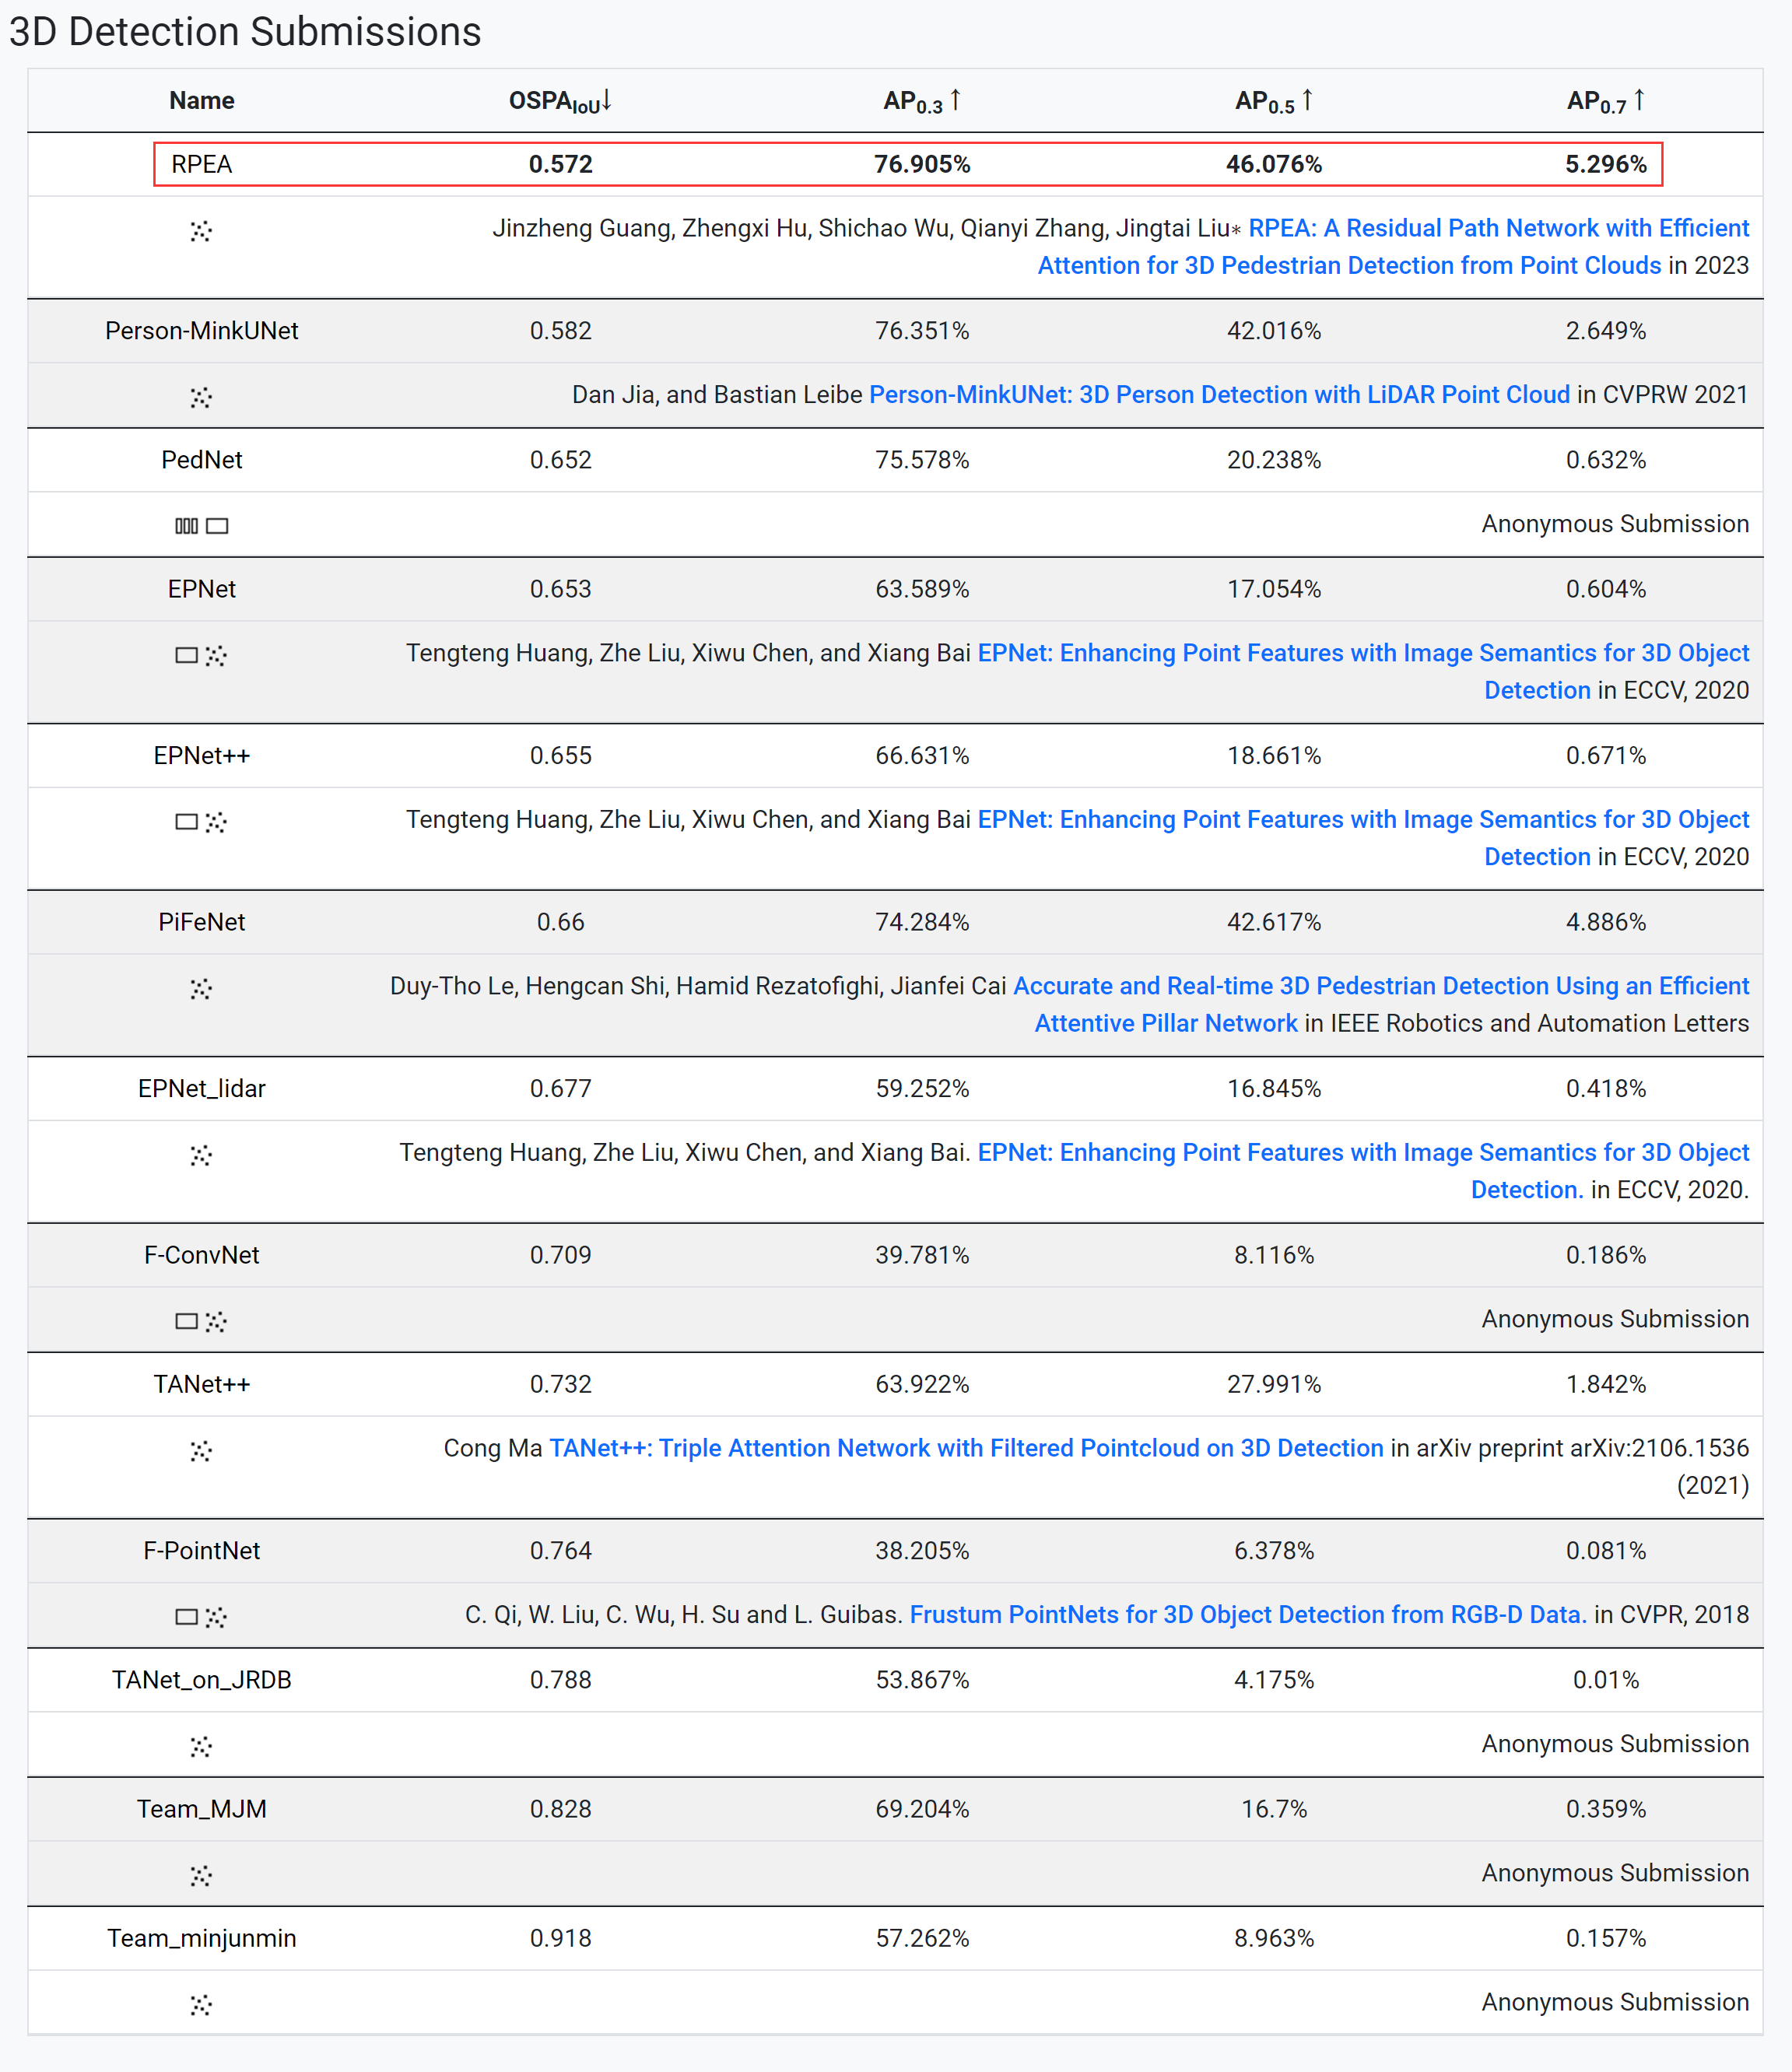 3D Detection Submissions
Name OSPA_IoU↓ AP_0.3 ↑ AP_0.5 ↑ AP_0.7 ↑
RPEA 0.572 76.905% 46.076% 5.296%
Jinzheng Guang, Zhengxi Hu, Shichao Wu, Qianyi Zhang, Jingtai Liu∗ RPEA: A Residual Path Network with Efficient
Attention for 3D Pedestrian Detection from Point Clouds in 2023
Person-MinkUNet 0.582 76.351% 42.016% 2.649%
Dan Jia, and Bastian Leibe Person-MinkUNet: 3D Person Detection with LiDAR Point Cloud in CVPRW 2021
PedNet 0.652 75.578% 20.238% 0.632%
Anonymous Submission
EPNet 0.653 63.589% 17.054% 0.604%
Tengteng Huang, Zhe Liu, Xiwu Chen, and Xiang Bai EPNet: Enhancing Point Features with Image Semantics for 3D Object
Detection in ECCV, 2020
EPNet++ 0.655 66.631% 18.661% 0.671%
Tengteng Huang, Zhe Liu, Xiwu Chen, and Xiang Bai EPNet: Enhancing Point Features with Image Semantics for 3D Object
Detection in ECCV, 2020
PiFeNet 0.66 74.284% 42.617% 4.886%
Duy-Tho Le, Hengcan Shi, Hamid Rezatofighi, Jianfei Cai Accurate and Real-time 3D Pedestrian Detection Using an Efficient
Attentive Pillar Network in IEEE Robotics and Automation Letters
EPNet_lidar 0.677 59.252% 16.845% 0.418%
Tengteng Huang, Zhe Liu, Xiwu Chen, and Xiang Bai. EPNet: Enhancing Point Features with Image Semantics for 3D Object
Detection. in ECCV, 2020.
F-ConvNet 0.709 39.781% 8.116% 0.186%
Anonymous Submission
TANet++ 0.732 63.922% 27.991% 1.842%
Cong Ma TANet++: Triple Attention Network with Filtered Pointcloud on 3D Detection in arXiv preprint arXiv:2106.1536
(2021)
F-PointNet 0.764 38.205% 6.378% 0.081%
C. Qi, W. Liu, C. Wu, H. Su and L. Guibas. Frustum PointNets for 3D Object Detection from RGB-D Data. in CVPR, 2018
TANet_on_JRDB 0.788 53.867% 4.175% 0.01%
Anonymous Submission
Team_MJM 0.828 69.204% 16.7% 0.359%
Anonymous Submission
Team_minjunmin 0.918 57.262% 8.963% 0.157%
Anonymous Submission